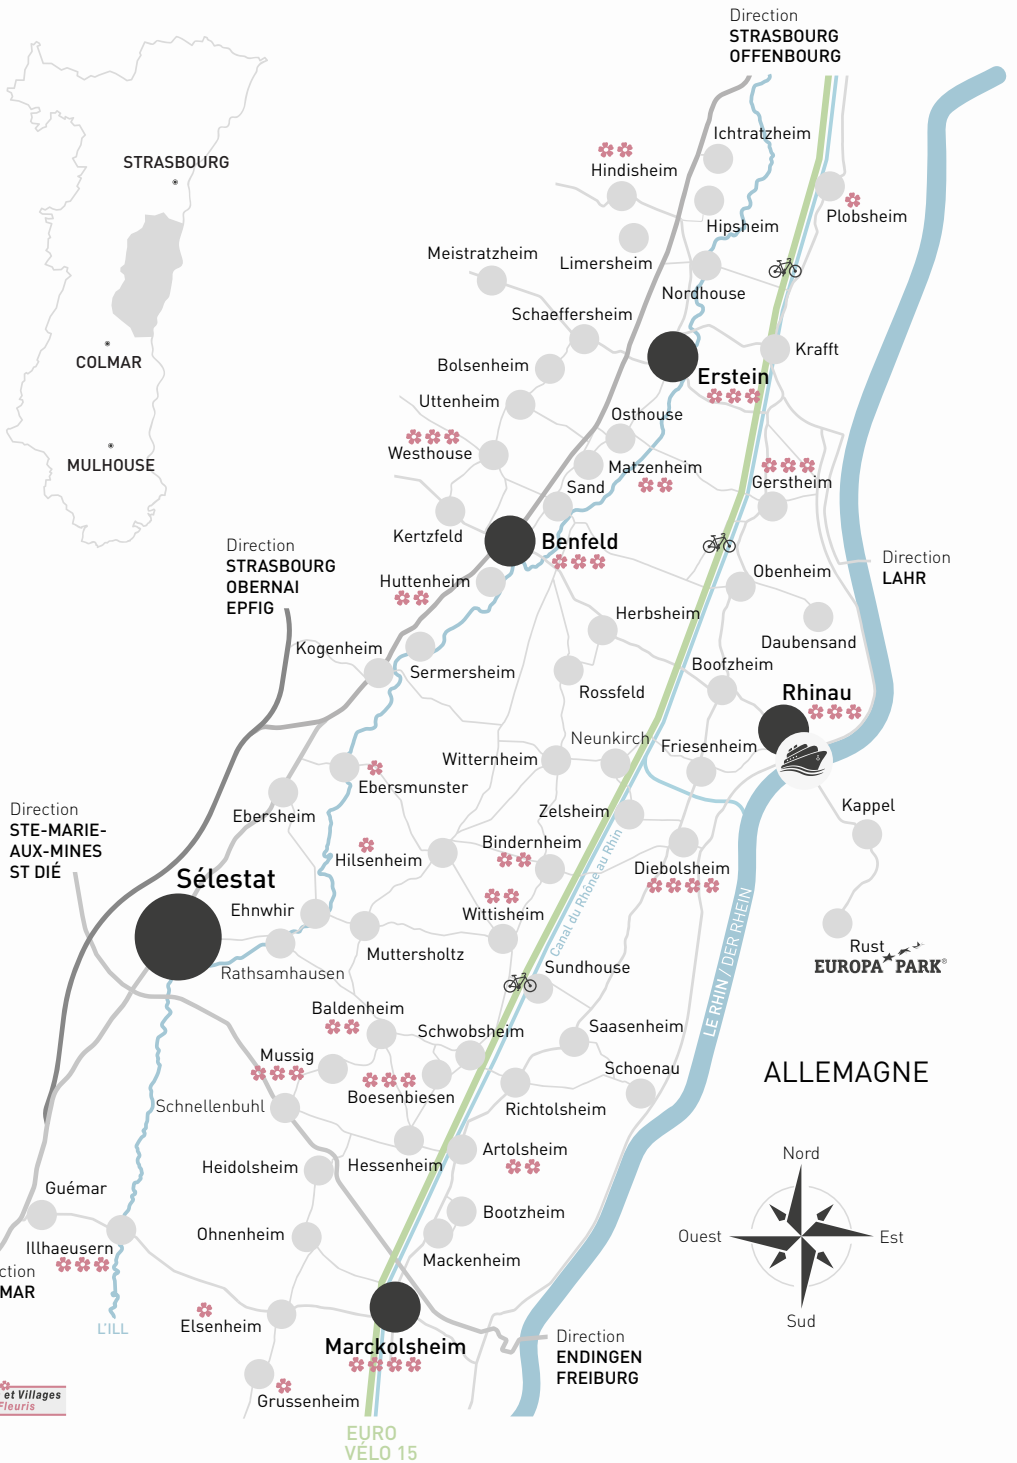 Direction
STRASBOURG
OFFENBOURG
Ichtratzheim
STRASBOURG
Hindisheim
Plobsheim
Hipsheim
Meistratzheim
Limersheim
Nordhouse
Schaeffersheim
COLMAR
Krafft
Bolsenheim
Erstein
Uttenheim
Osthouse
MULHOUSE
Westhouse
Matzenheim
Gerstheim
Sand
Kertzfeld
Benfeld
Direction
STRASBOURG
OBERNAI
EPFIG
Direction
LAHR
Obenheim
Huttenheim
Herbsheim
Daubensand
Kogenheim
Sermersheim
Boofzheim
Rossfeld
Rhinau
Neunkirch
Friesenheim
Witternheim
Ebersmunster
Kappel
Direction
STE-MARIE-
AUX-MINES
ST DIÉ
Ebersheim
Zelsheim
Bindernheim
Hilsenheim
Diebolsheim
Sélestat
Canal du Rhône au Rhin
Ehnwhir
Wittisheim
LE RHIN / DER RHEIN
Muttersholtz
Rust
EUROPA PARK®
Rathsamhausen
Sundhouse
Baldenheim
Schwobsheim
Saasenheim
Mussig
Schoenau
ALLEMAGNE
Boesenbiesen
Schnellenbuhl
Richtolsheim
Artolsheim
Nord
Heidolsheim
Hessenheim
Guémar
Bootzheim
Ohnenheim
Ouest
Est
Illhaeusern
Mackenheim
ction
MAR
Sud
L'ILL
Elsenheim
Marckolsheim
Direction
ENDINGEN
FREIBURG
et Villages
Fleuris
Grussenheim
EURO
VÉLO 15